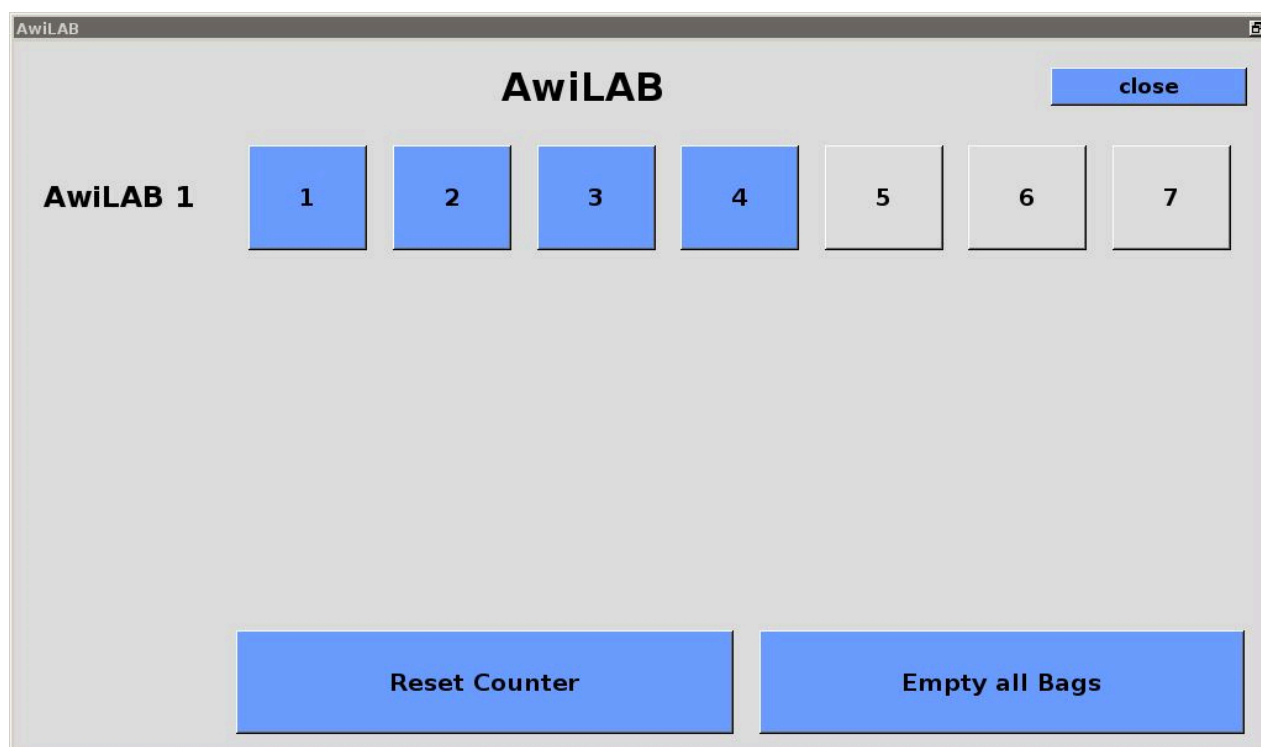 AwiLAB
AwiLAB
close
AwiLAB 1 1 2 3 4 5 6 7
Reset Counter Empty all Bags